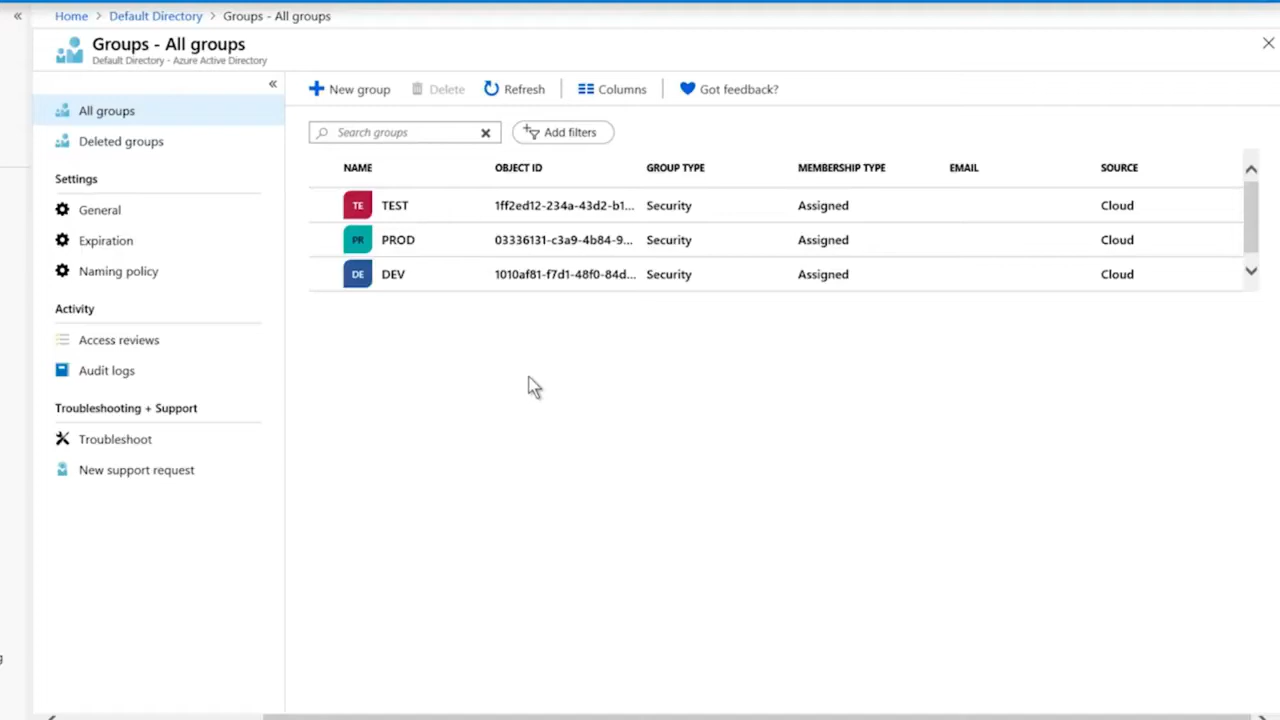 «
Home > Default Directory > Groups - All groups
Groups - All groups
Default Directory - Azure Active Directory
«
New group Delete Refresh Columns Got feedback?
All groups
Deleted groups
Settings
General
Expiration
Naming policy
Activity
Access reviews
Audit logs
Troubleshooting + Support
Troubleshoot
New support request
Search groups Add filters
NAME OBJECT ID GROUP TYPE MEMBERSHIP TYPE EMAIL SOURCE
TE TEST 1ff2ed12-234a-43d2-b1... Security Assigned Cloud
PR PROD 03336131-c3a9-4b84-9... Security Assigned Cloud
DE DEV 1010af81-f7d1-48f0-84d... Security Assigned Cloud